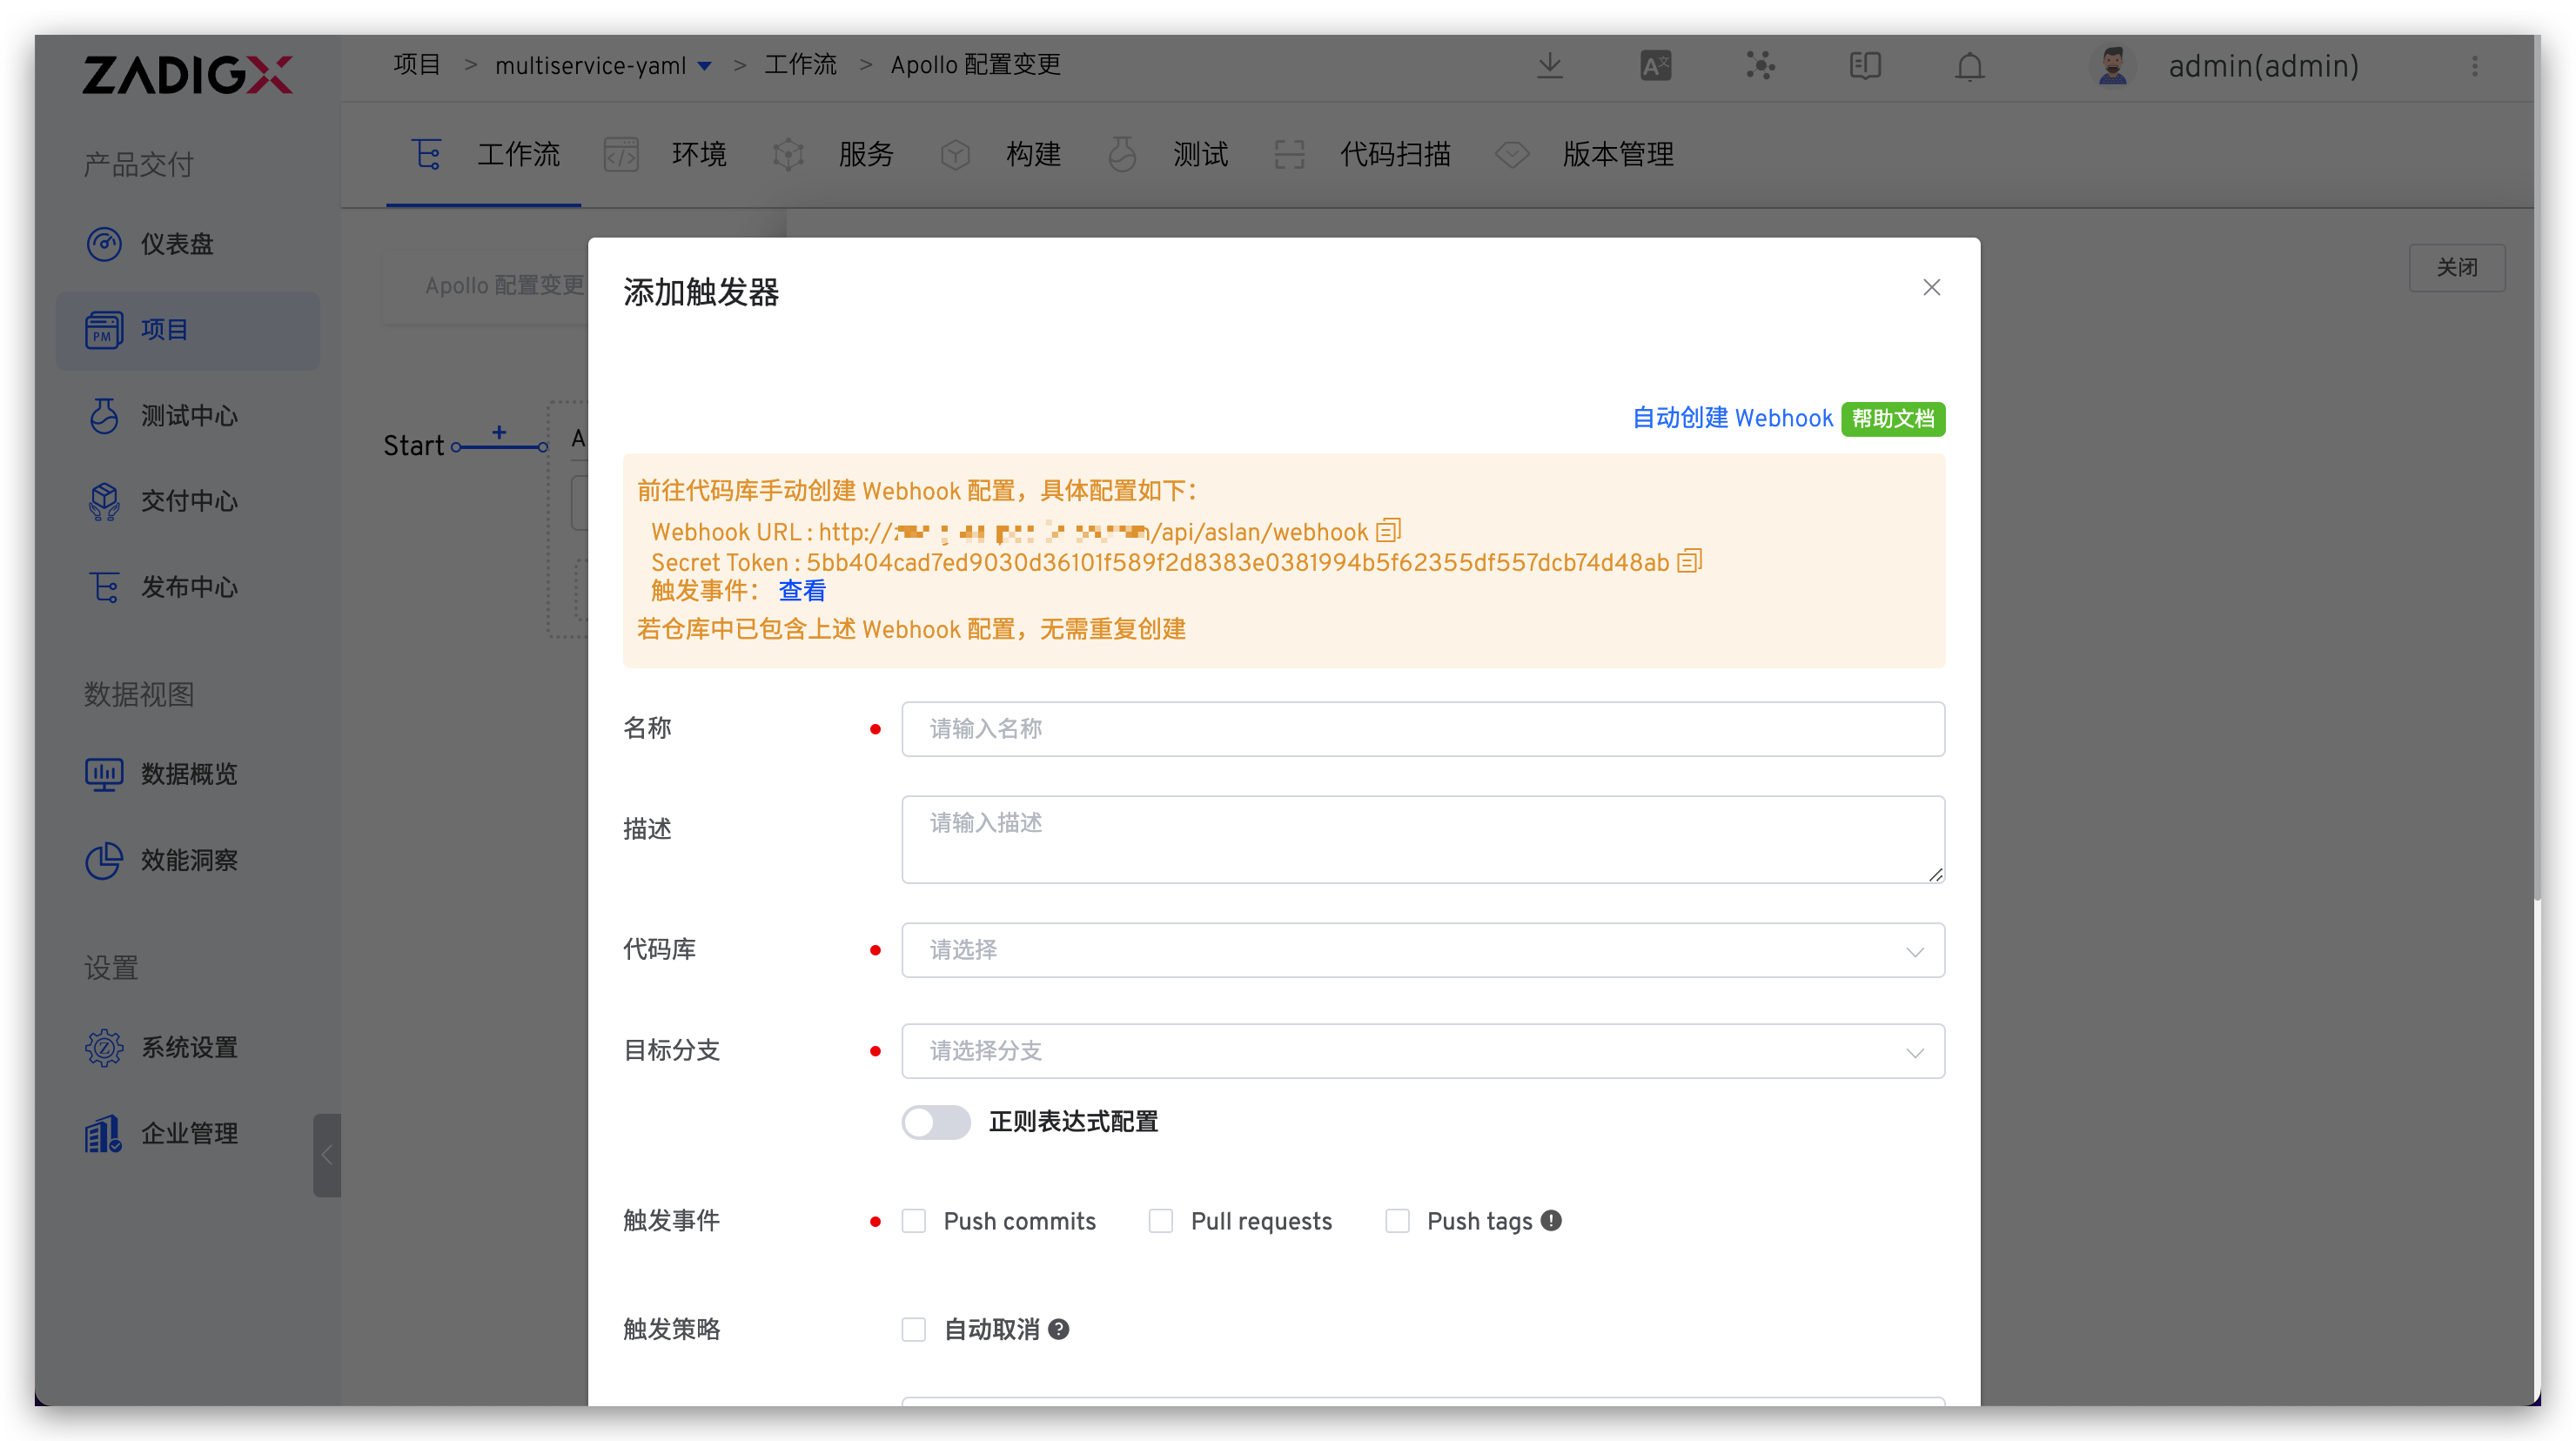 ZADIGX
项目 > multiservice-yaml > 工作流 > Apollo 配置变更
admin(admin)
工作流 环境 服务 构建 测试 代码扫描 版本管理
产品交付
仪表盘
PM 项目
测试中心
交付中心
发布中心
数据视图
数据概览
效能洞察
设置
系统设置
企业管理
Apollo 配置变更
关闭
Start
A
添加触发器
自动创建 Webhook 帮助文档
前往代码库手动创建 Webhook 配置，具体配置如下：
Webhook URL : http:// /api/aslan/webhook
Secret Token : 5bb404cad7ed9030d36101f589f2d8383e0381994b5f62355df557dcb74d48ab
触发事件： 查看
若仓库中已包含上述 Webhook 配置，无需重复创建
名称 请输入名称
描述 请输入描述
代码库 请选择
目标分支 请选择分支
正则表达式配置
触发事件 Push commits Pull requests Push tags
触发策略 自动取消